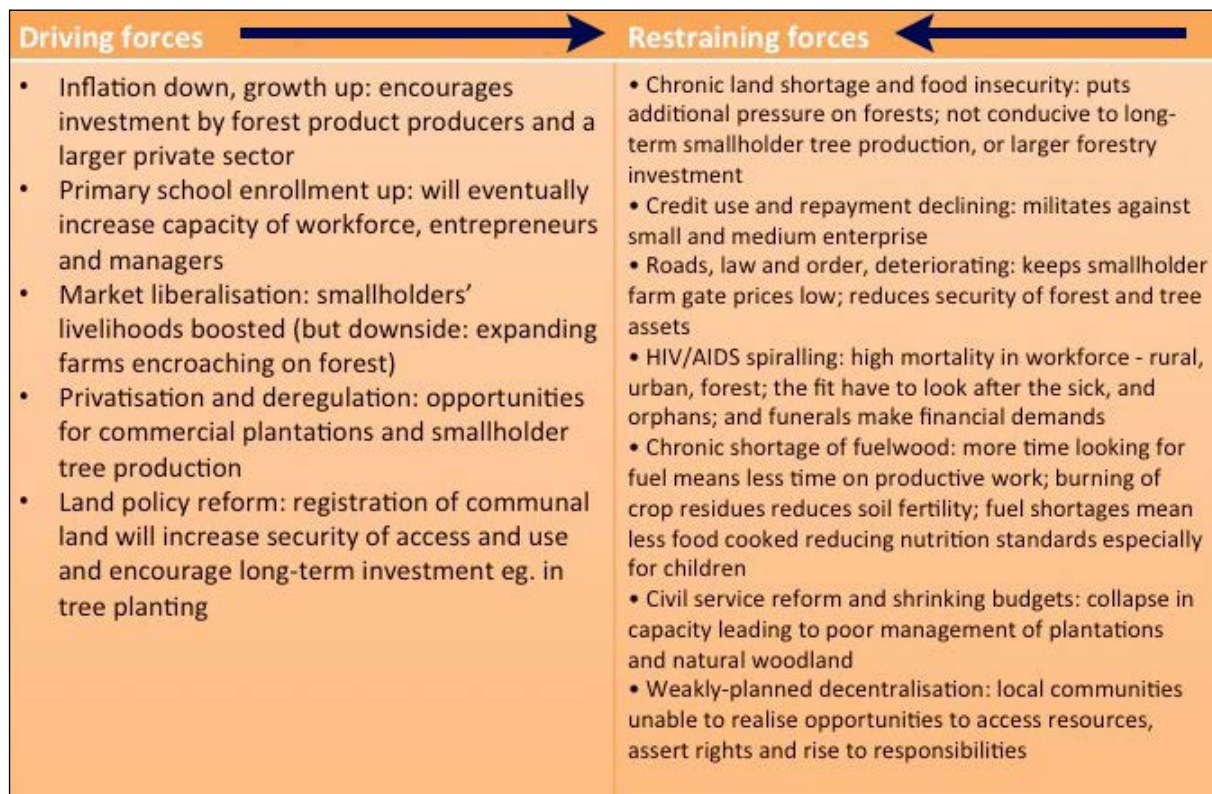 Driving forces
• Inflation down, growth up: encourages
investment by forest product producers and a
larger private sector
• Primary school enrollment up: will eventually
increase capacity of workforce, entrepreneurs
and managers
• Market liberalisation: smallholders’
livelihoods boosted (but downside: expanding
farms encroaching on forest)
• Privatisation and deregulation: opportunities
for commercial plantations and smallholder
tree production
• Land policy reform: registration of communal
land will increase security of access and use
and encourage long-term investment eg. in
tree planting
Restraining forces
• Chronic land shortage and food insecurity: puts
additional pressure on forests; not conducive to long-
term smallholder tree production, or larger forestry
investment
• Credit use and repayment declining: militates against
small and medium enterprise
• Roads, law and order, deteriorating: keeps smallholder
farm gate prices low; reduces security of forest and tree
assets
• HIV/AIDS spiralling: high mortality in workforce - rural,
urban, forest; the fit have to look after the sick, and
orphans; and funerals make financial demands
• Chronic shortage of fuelwood: more time looking for
fuel means less time on productive work; burning of
crop residues reduces soil fertility; fuel shortages mean
less food cooked reducing nutrition standards especially
for children
• Civil service reform and shrinking budgets: collapse in
capacity leading to poor management of plantations
and natural woodland
• Weakly-planned decentralisation: local communities
unable to realise opportunities to access resources,
assert rights and rise to responsibilities